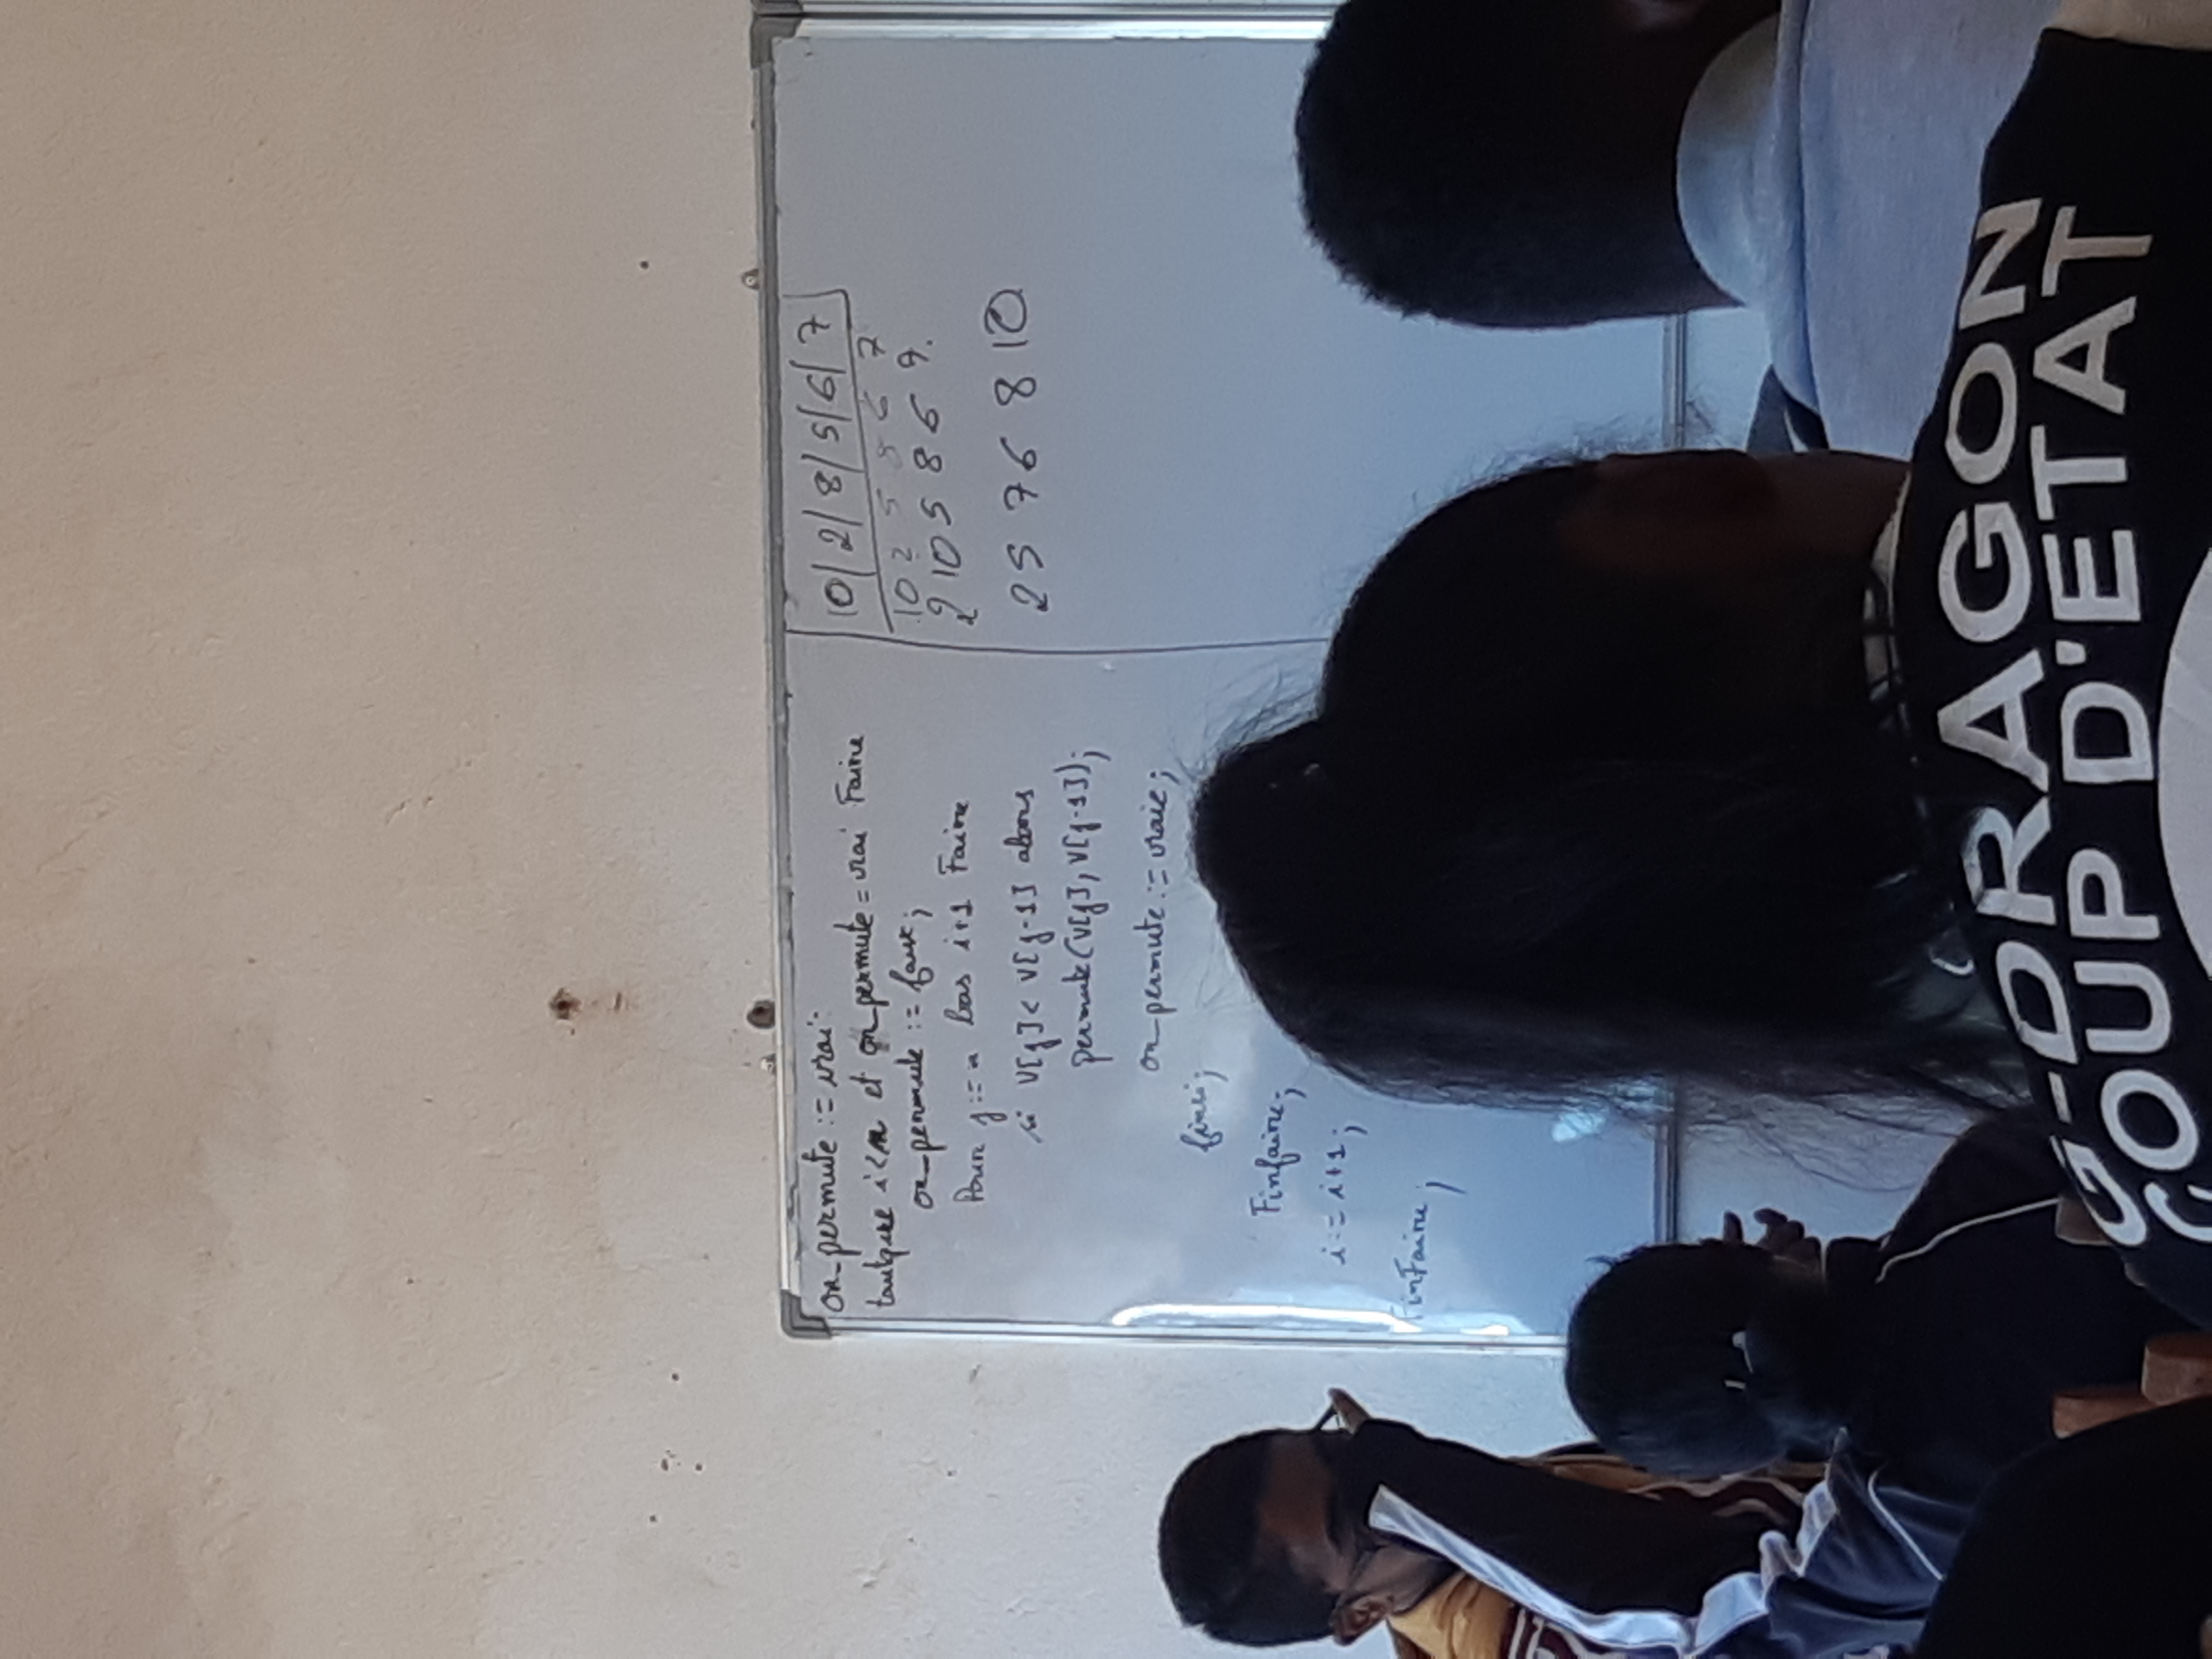 on_permute := vrai
tantque i<n et on_permute = vrai Faire
on_permute := faux;
Pour j := n bas i+1 Faire
si V[j] < V[j-1] alors
permute(V[j], V[j-1]);
on_permute := vraie;
finsi;
Finfaire;
i := i+1;
FinFaire;
10 | 2 | 8 | 5 | 6 | 7
10 2 5 8 6 7
2 10 5 8 6 7.
2 5 7 6 8 10
G-DRAGON
COUP D'ETAT